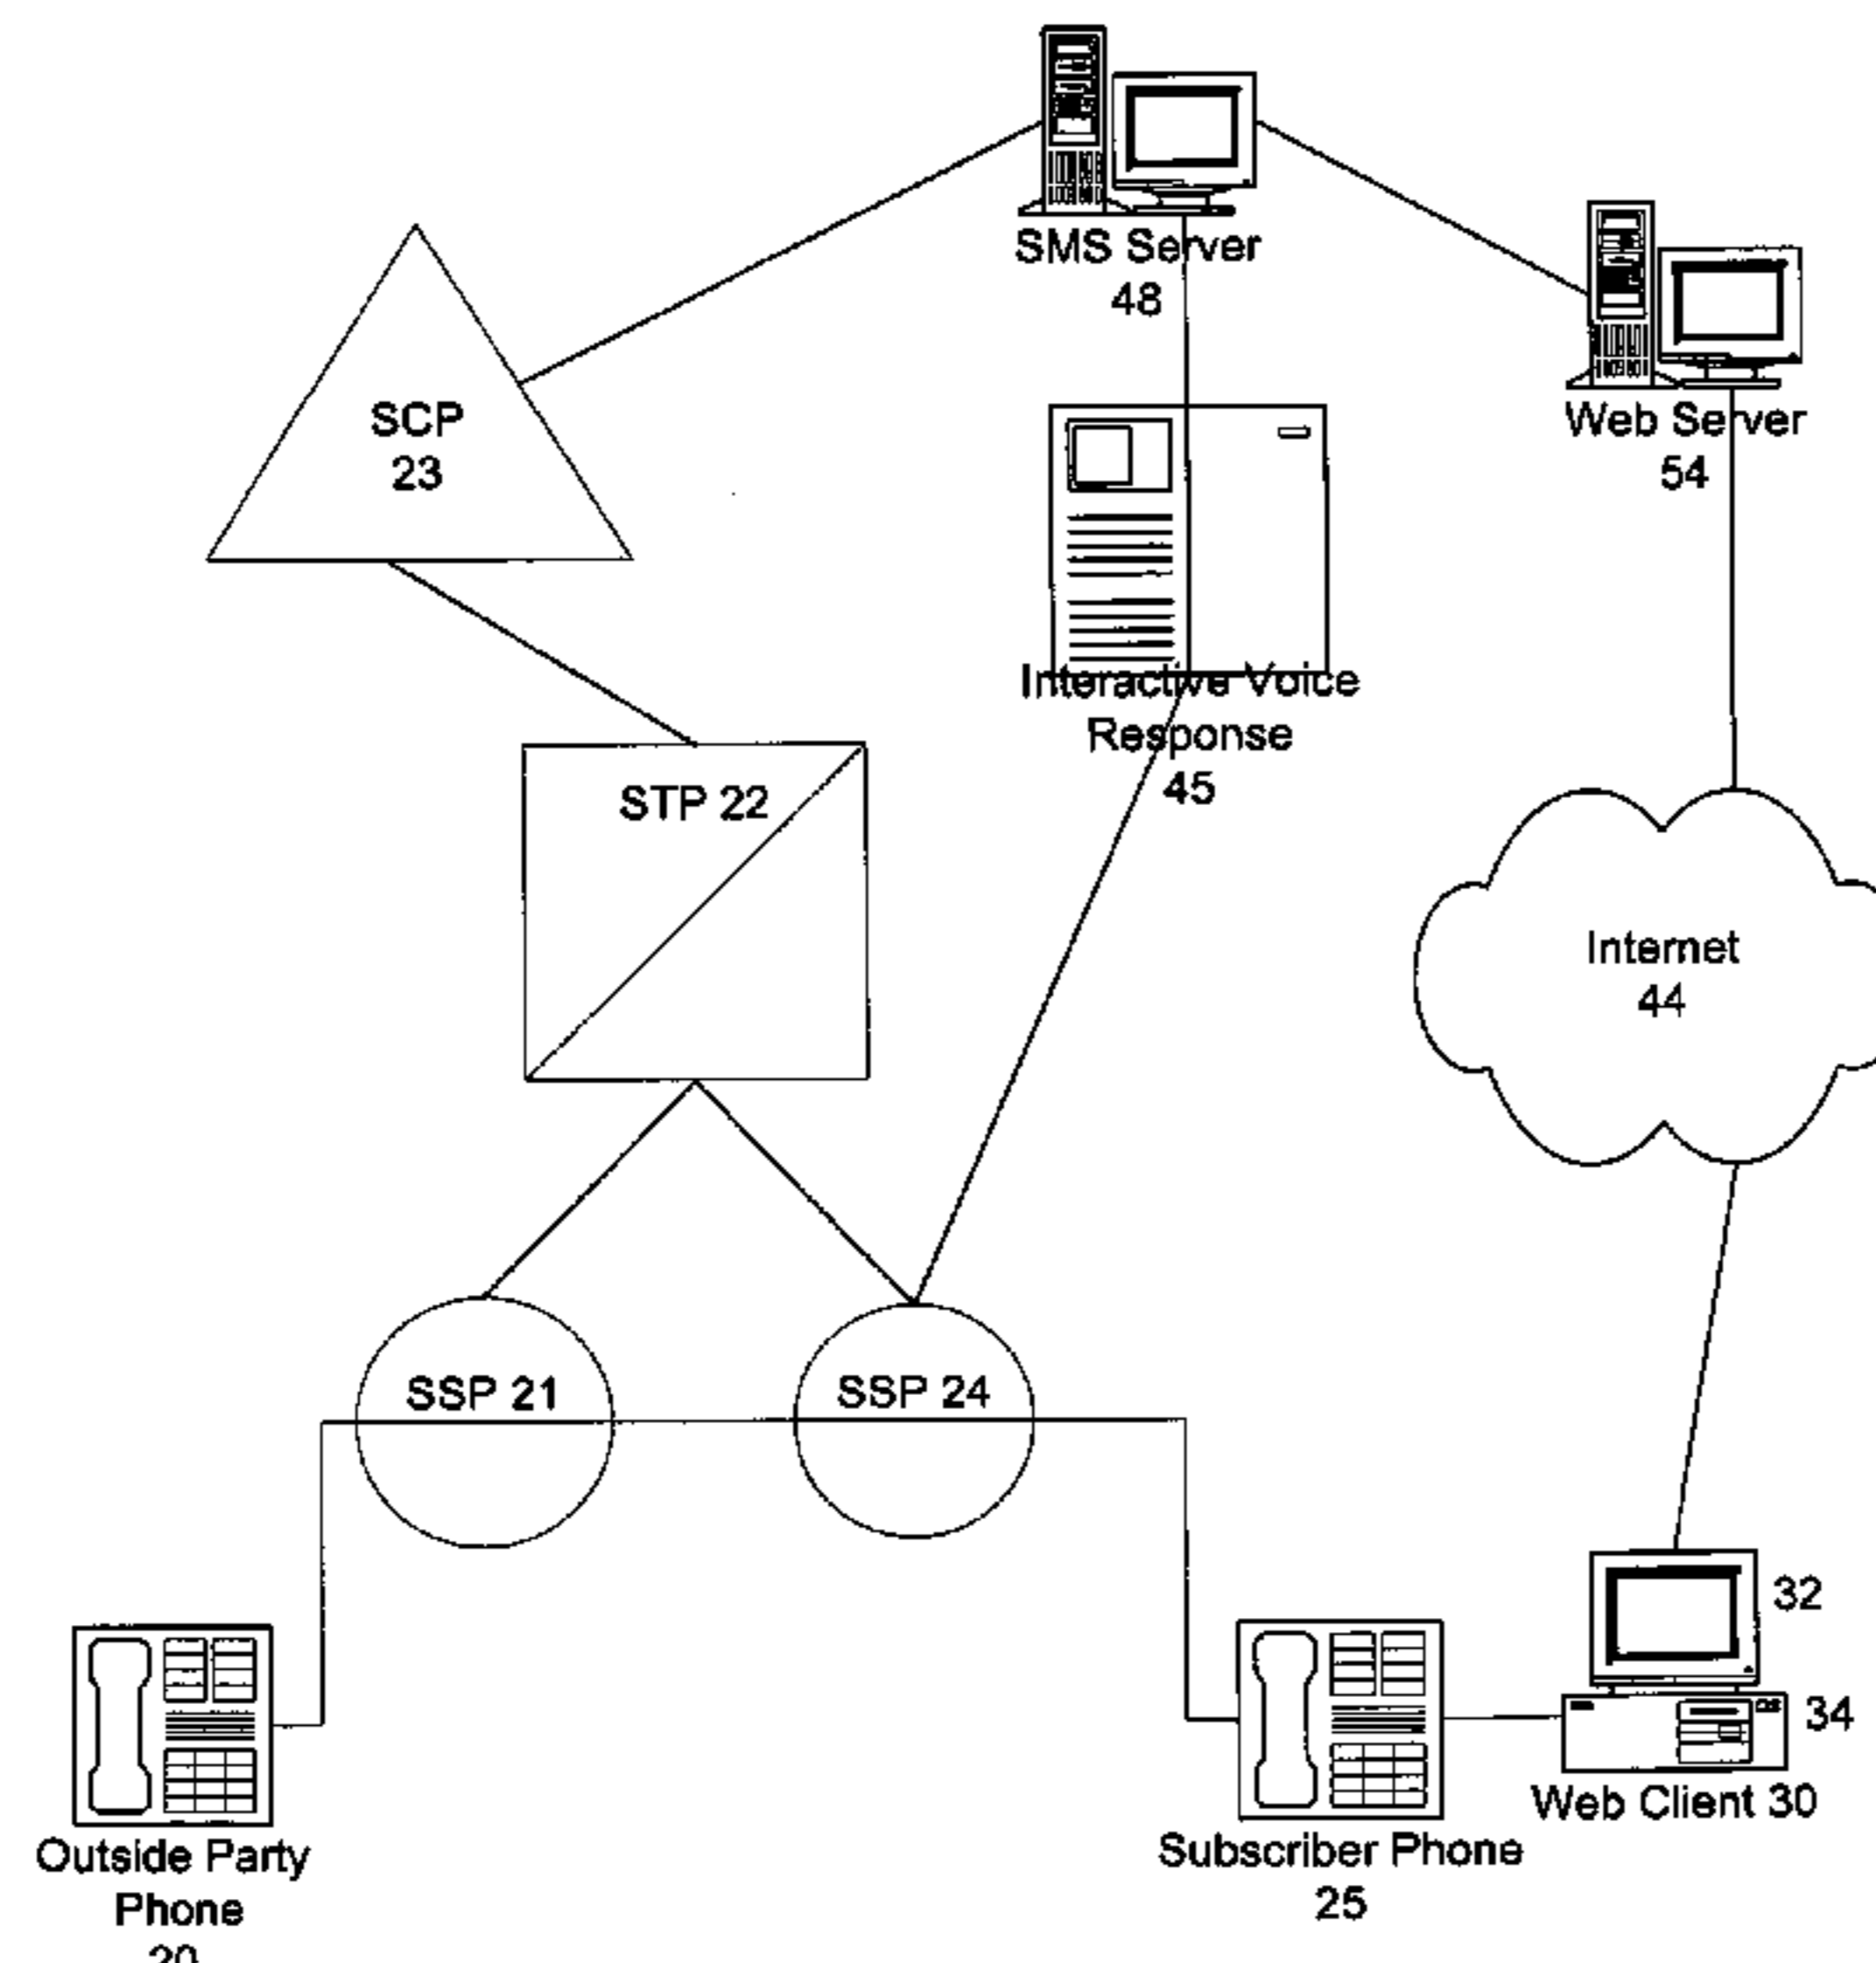 SMS Server
48
SCP
23
Web Server
54
Interactive Voice
Response
45
STP 22
Internet
44
SSP 21
SSP 24
32
34
Web Client 30
Outside Party
Phone
20
Subscriber Phone
25